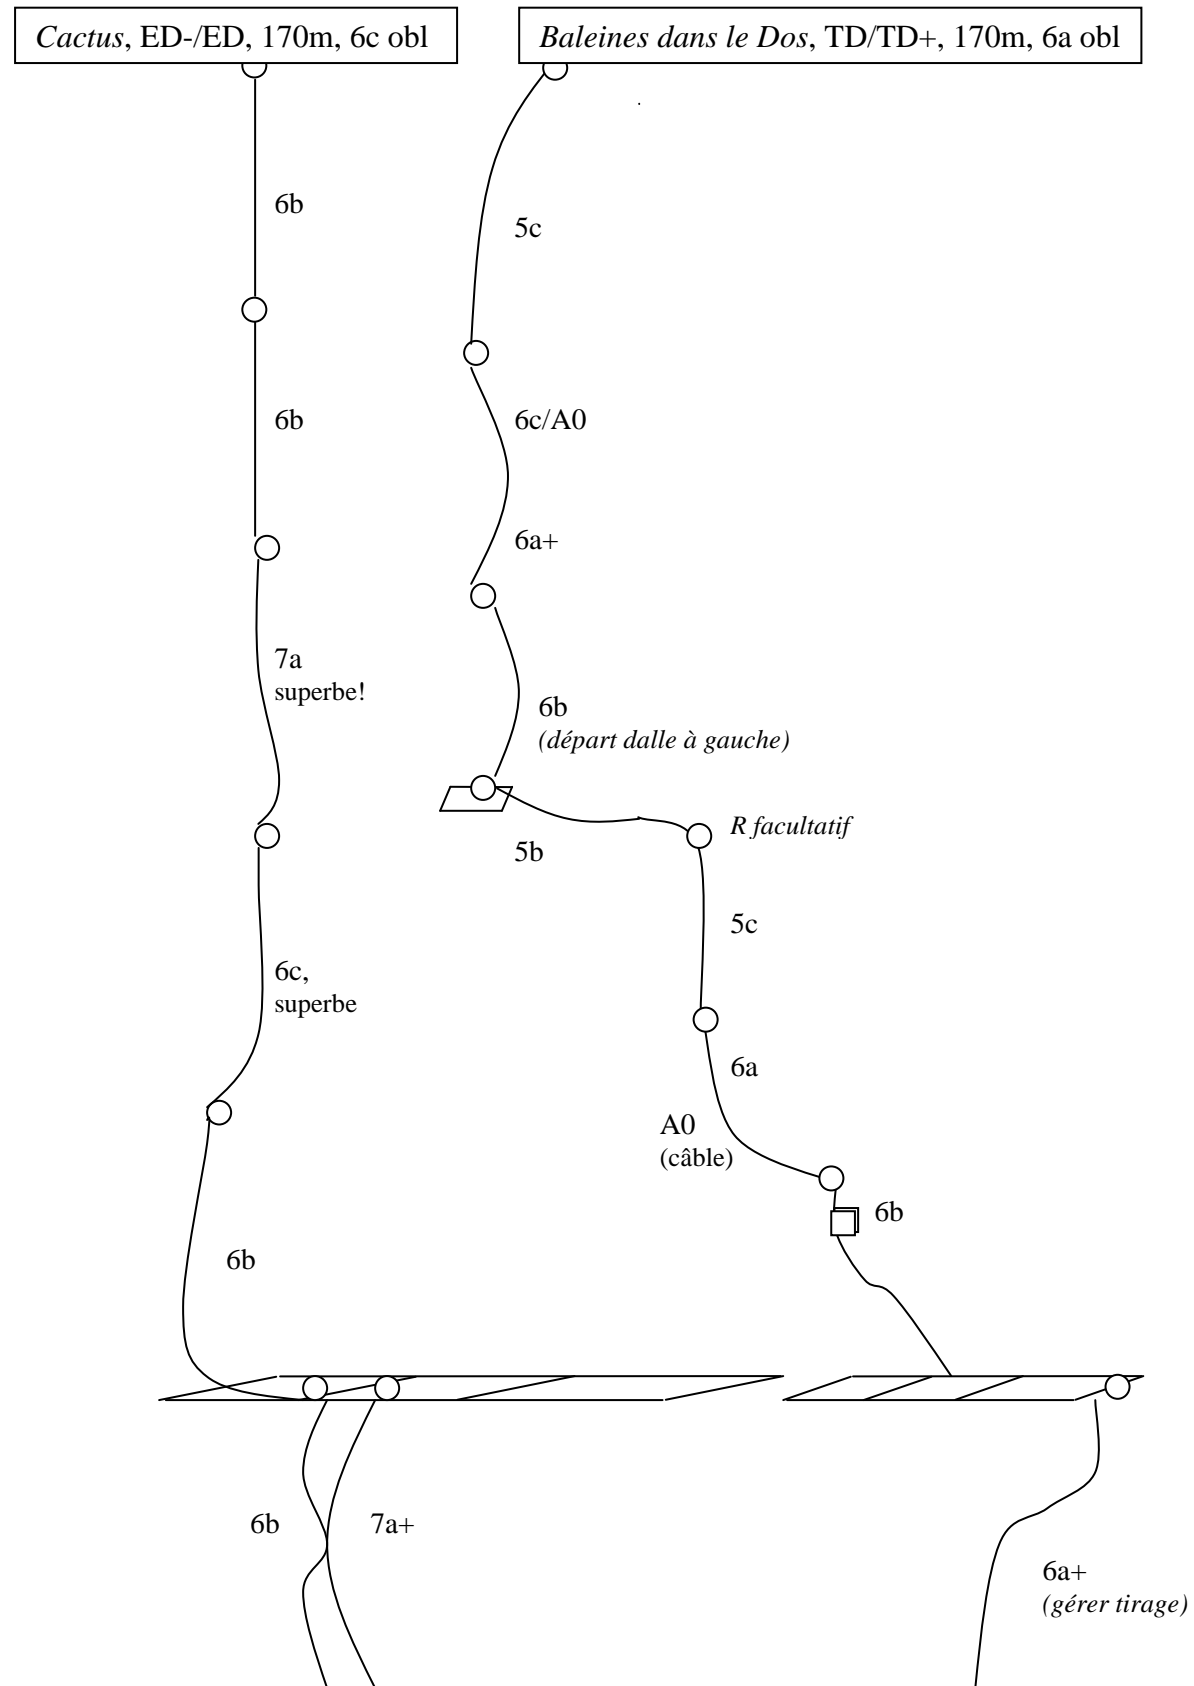 Cactus, ED-/ED, 170m, 6c obl
Baleines dans le Dos, TD/TD+, 170m, 6a obl
6b
5c
6b
6c/A0
6a+
7a
superbe!
6b
(départ dalle à gauche)
R facultatif
5b
5c
6c,
superbe
6a
A0
(câble)
6b
6b
6b
7a+
6a+
(gérer tirage)